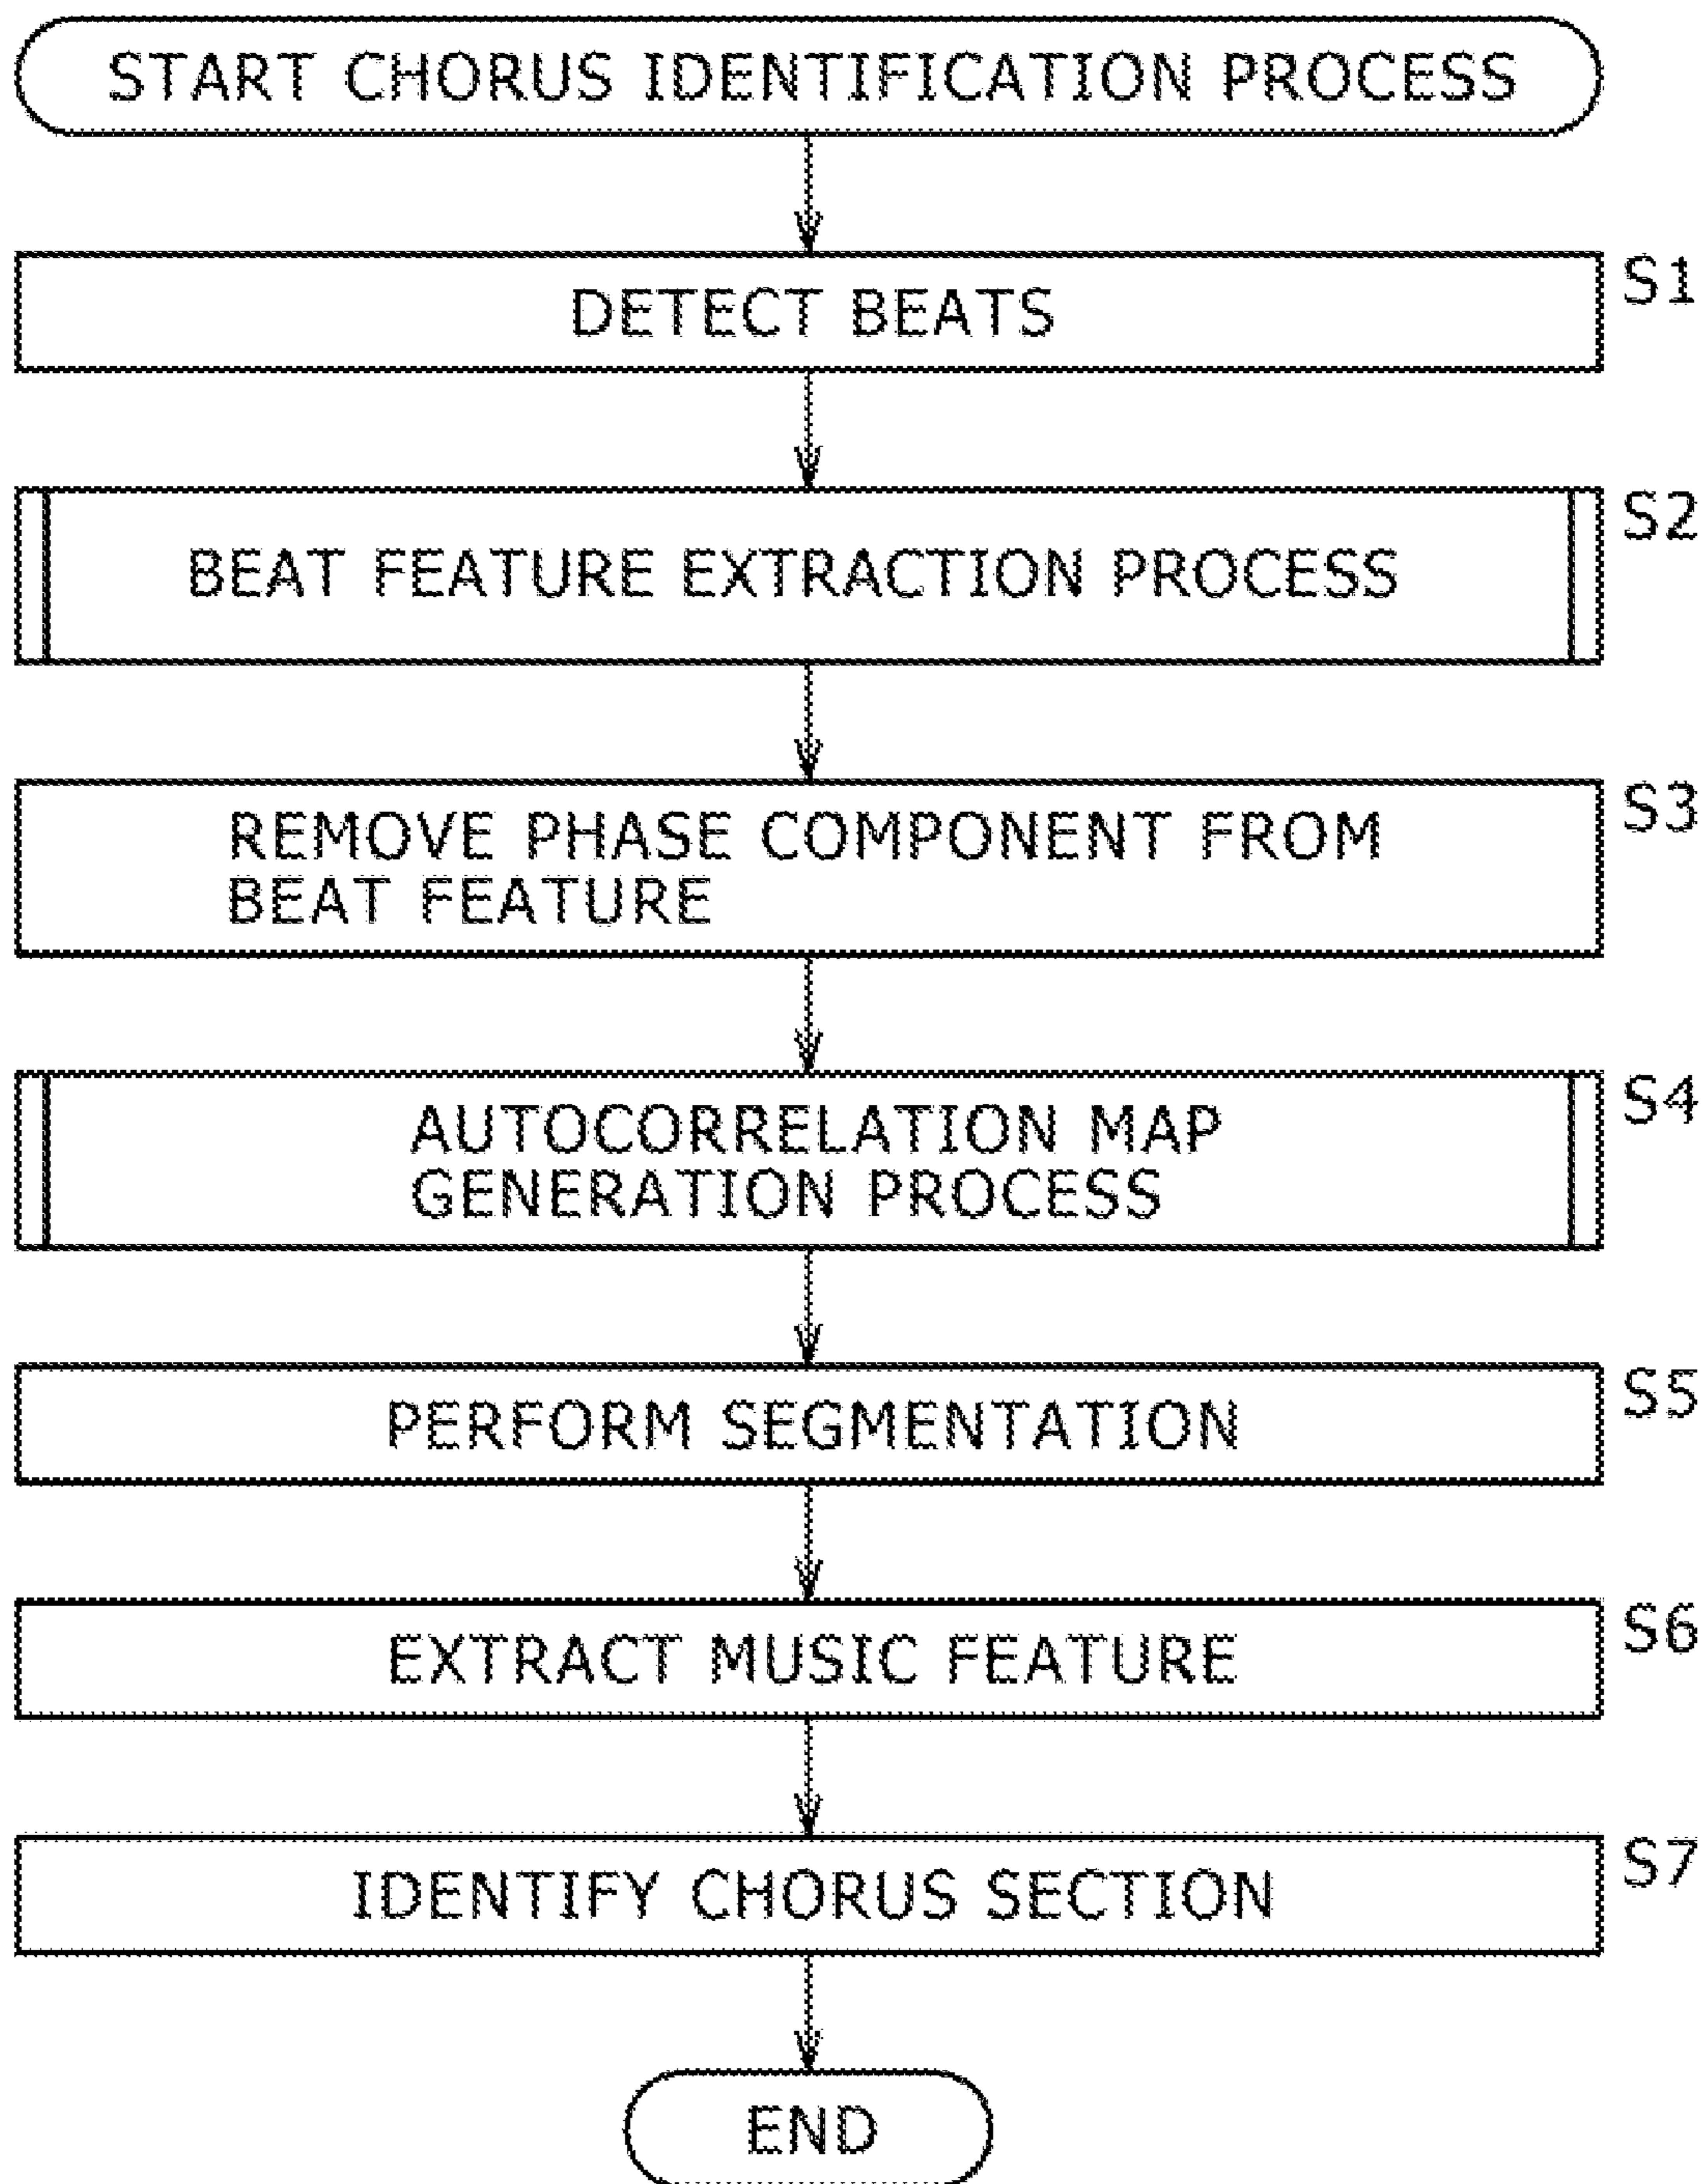 START CHORUS IDENTIFICATION PROCESS
DETECT BEATS
S1
BEAT FEATURE EXTRACTION PROCESS
S2
REMOVE PHASE COMPONENT FROM
BEAT FEATURE
S3
AUTOCORRELATION MAP
GENERATION PROCESS
S4
PERFORM SEGMENTATION
S5
EXTRACT MUSIC FEATURE
S6
IDENTIFY CHORUS SECTION
S7
END